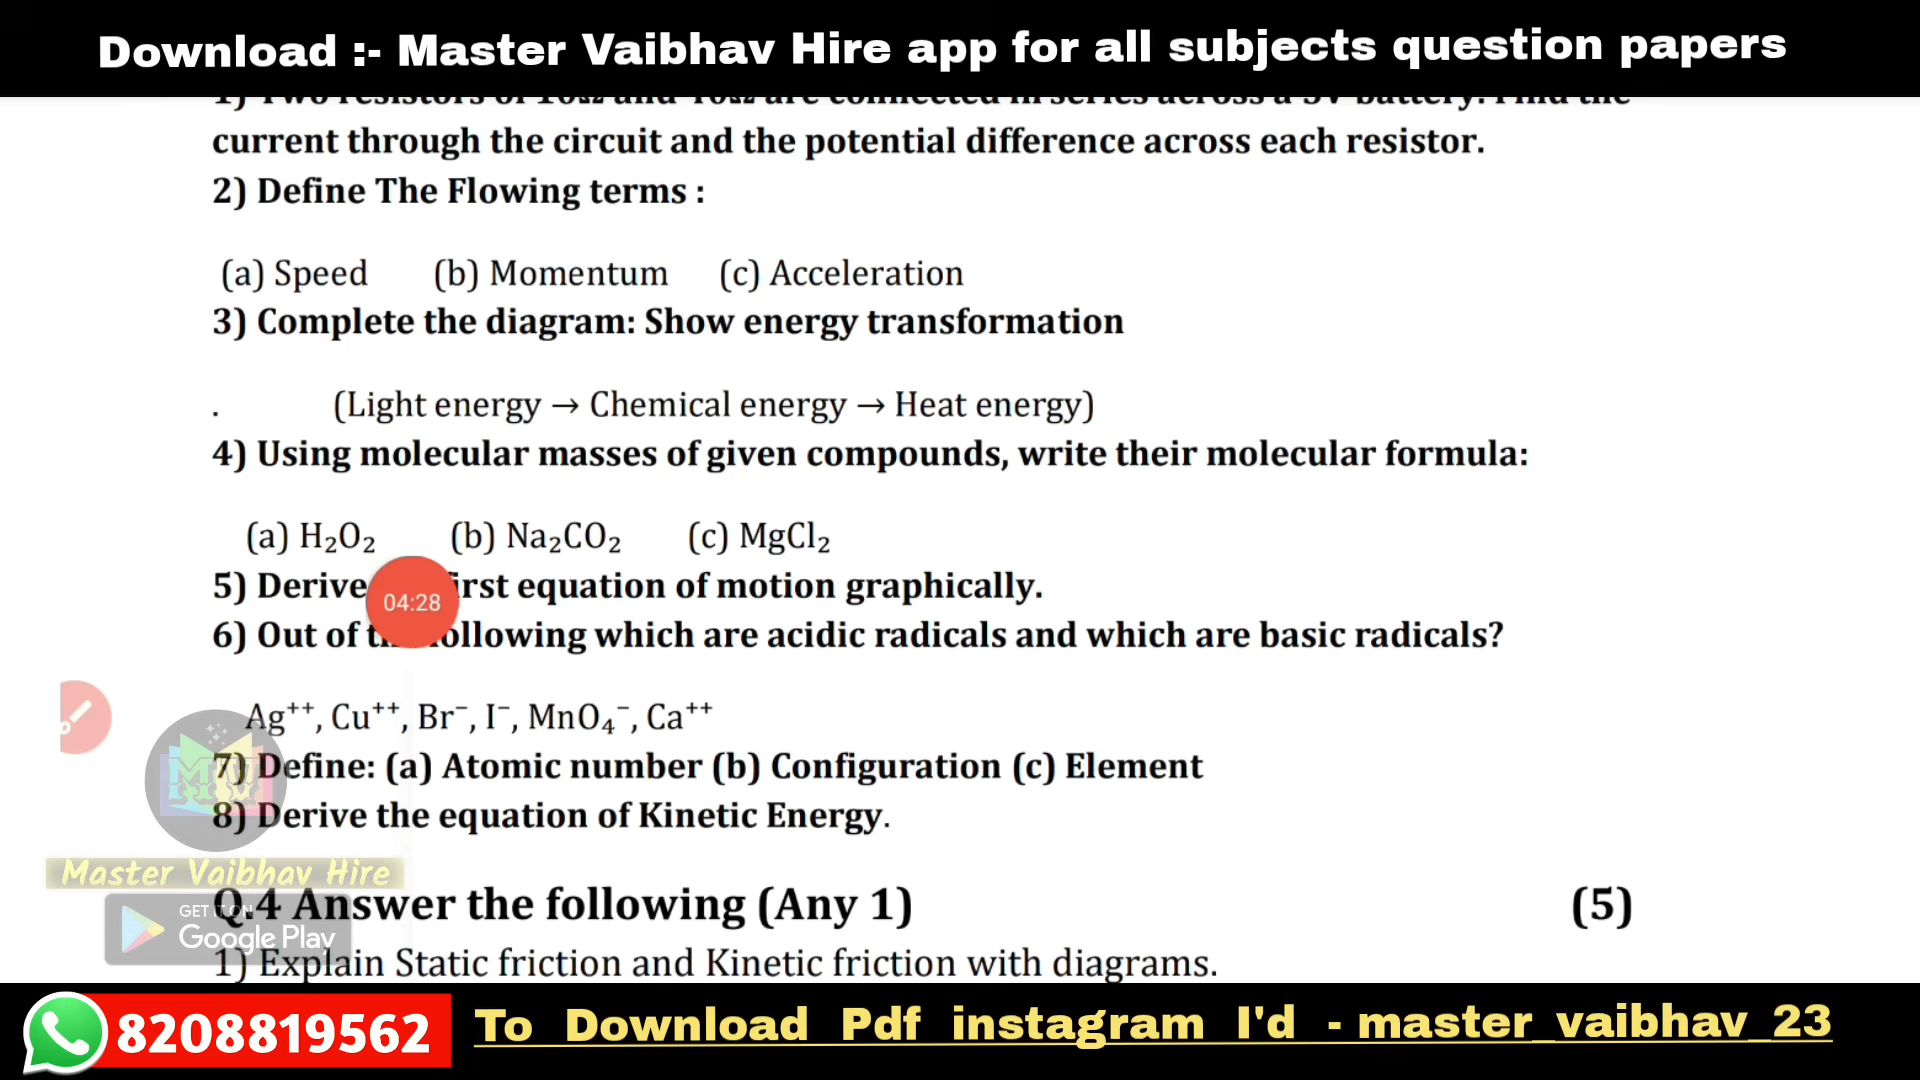 Download :- Master Vaibhav Hire app for all subjects question papers
current through the circuit and the potential difference across each resistor.
2) Define The Flowing terms :
(a) Speed (b) Momentum (c) Acceleration
3) Complete the diagram: Show energy transformation
. (Light energy → Chemical energy → Heat energy)
4) Using molecular masses of given compounds, write their molecular formula:
(a) H₂O₂ (b) Na₂CO₂ (c) MgCl₂
5) Derive irst equation of motion graphically.
04:28
6) Out of ollowing which are acidic radicals and which are basic radicals?
Ag⁺⁺, Cu⁺⁺, Br⁻, I⁻, MnO₄⁻, Ca⁺⁺
7) Define: (a) Atomic number (b) Configuration (c) Element
8) Derive the equation of Kinetic Energy.
Master Vaibhav Hire
Q.4 Answer the following (Any 1) (5)
GET IT ON
Google Play
1) Explain Static friction and Kinetic friction with diagrams.
8208819562 To Download Pdf instagram I'd - master_vaibhav_23